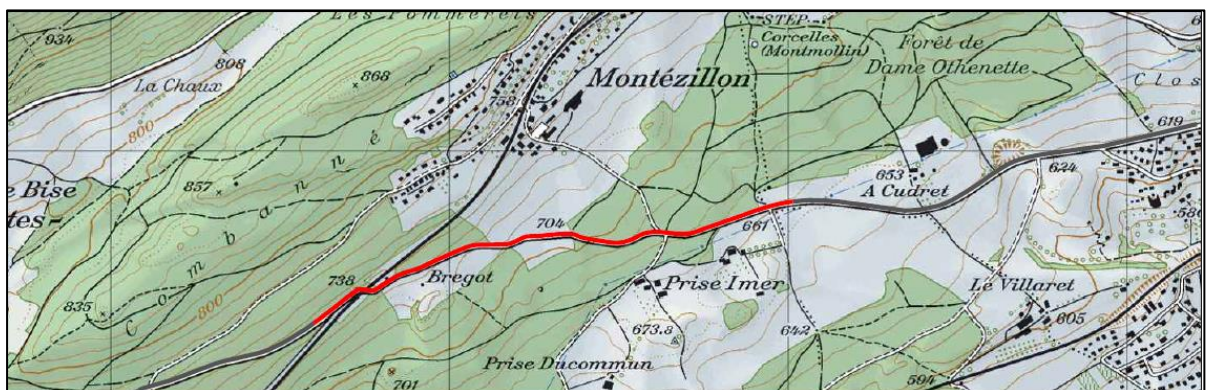 Les Pommerets
STEP
Corcelles
(Montmollin)
Forêt de
Dame Othenette
Clos
934
808
La Chaux
868
Montézillon
753
800
619
857
653
A Cudret
624
e Bise
tes-
Combanné
704
661
738
Bregot
Prise Imer
Le Villaret
835
800
673.8
642
605
Prise Ducommun
701
594